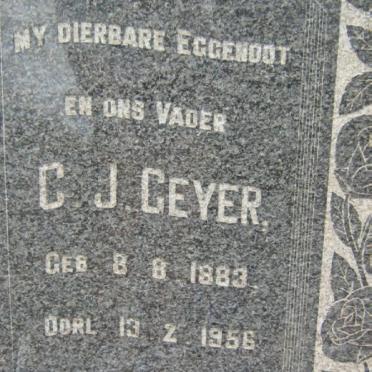 MY DIERBARE EGGENOOT
EN ONS VADER
C. J. GEYER,
GEB 8 8 1883.
OORL 13 2 1956